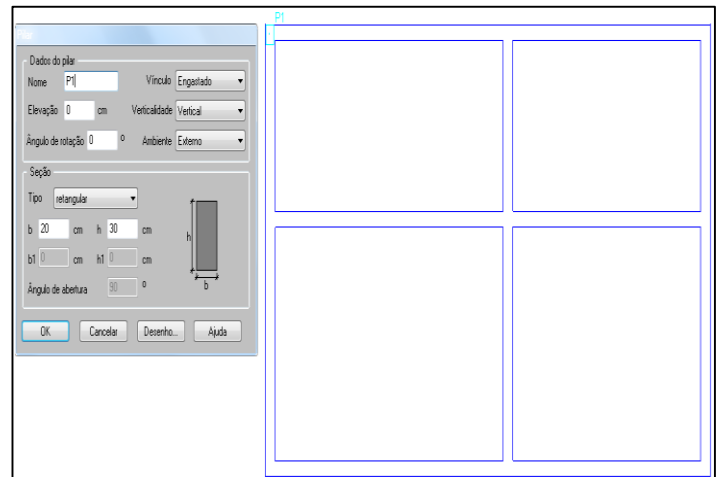 P1
Pilar
Dados do pilar
Nome P1 Vínculo Engastado
Elevação 0 cm Verticalidade Vertical
Ângulo de rotação 0 ° Ambiente Externo
Seção
Tipo retangular
b 20 cm h 30 cm
b1 0 cm h1 0 cm
Ângulo de abertura 90 °
h
b
OK Cancelar Desenho... Ajuda